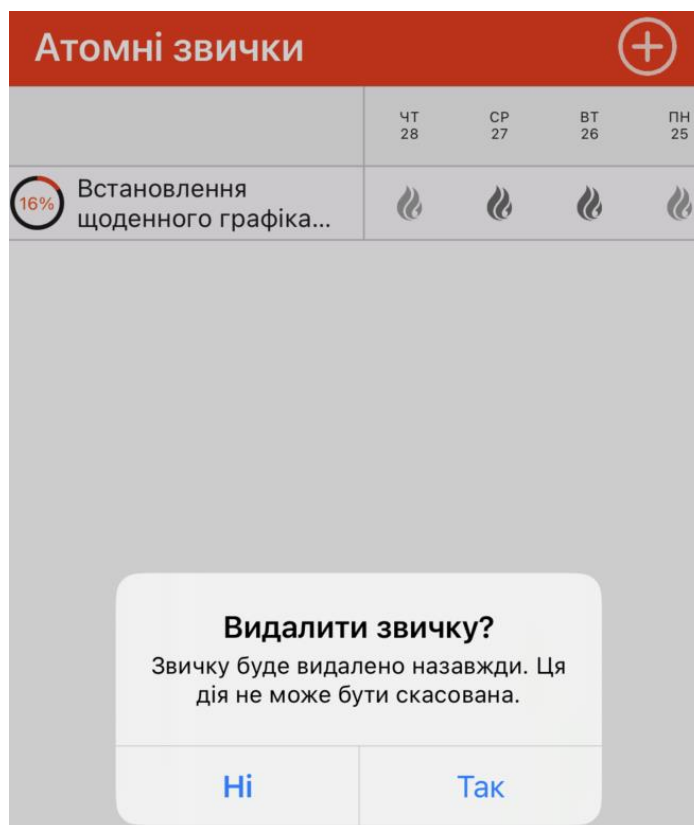 Атомні звички
ЧТ СР ВТ ПН
28 27 26 25
16%
Встановлення
щоденного графіка...
Видалити звичку?
Звичку буде видалено назавжди. Ця
дія не може бути скасована.
Ні Так